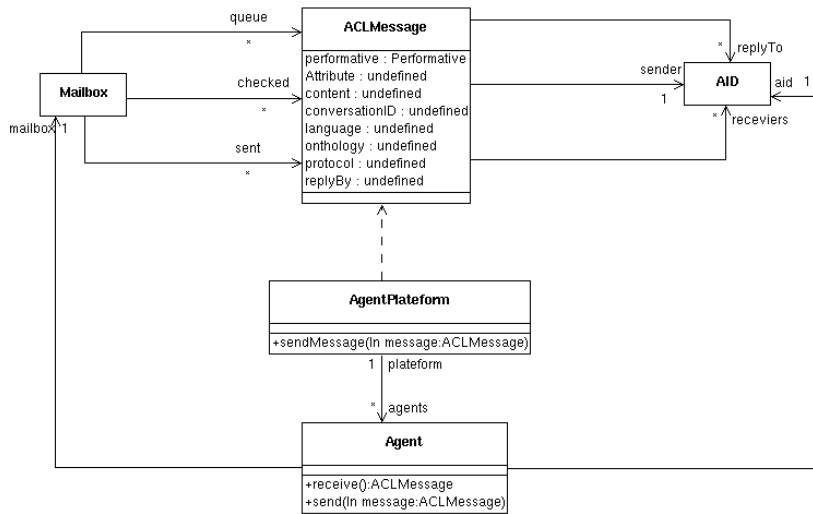 queue
*
ACLMessage
performative : Performative
Attribute : undefined
content : undefined
conversationID : undefined
language : undefined
onthology : undefined
protocol : undefined
replyBy : undefined
* replyTo
Mailbox
checked
*
sender
1
AID
aid 1
* receviers
mailbox 1
sent
*
AgentPlateform
+sendMessage(In message:ACLMessage)
1 plateform
* agents
Agent
+receive():ACLMessage
+send(In message:ACLMessage)